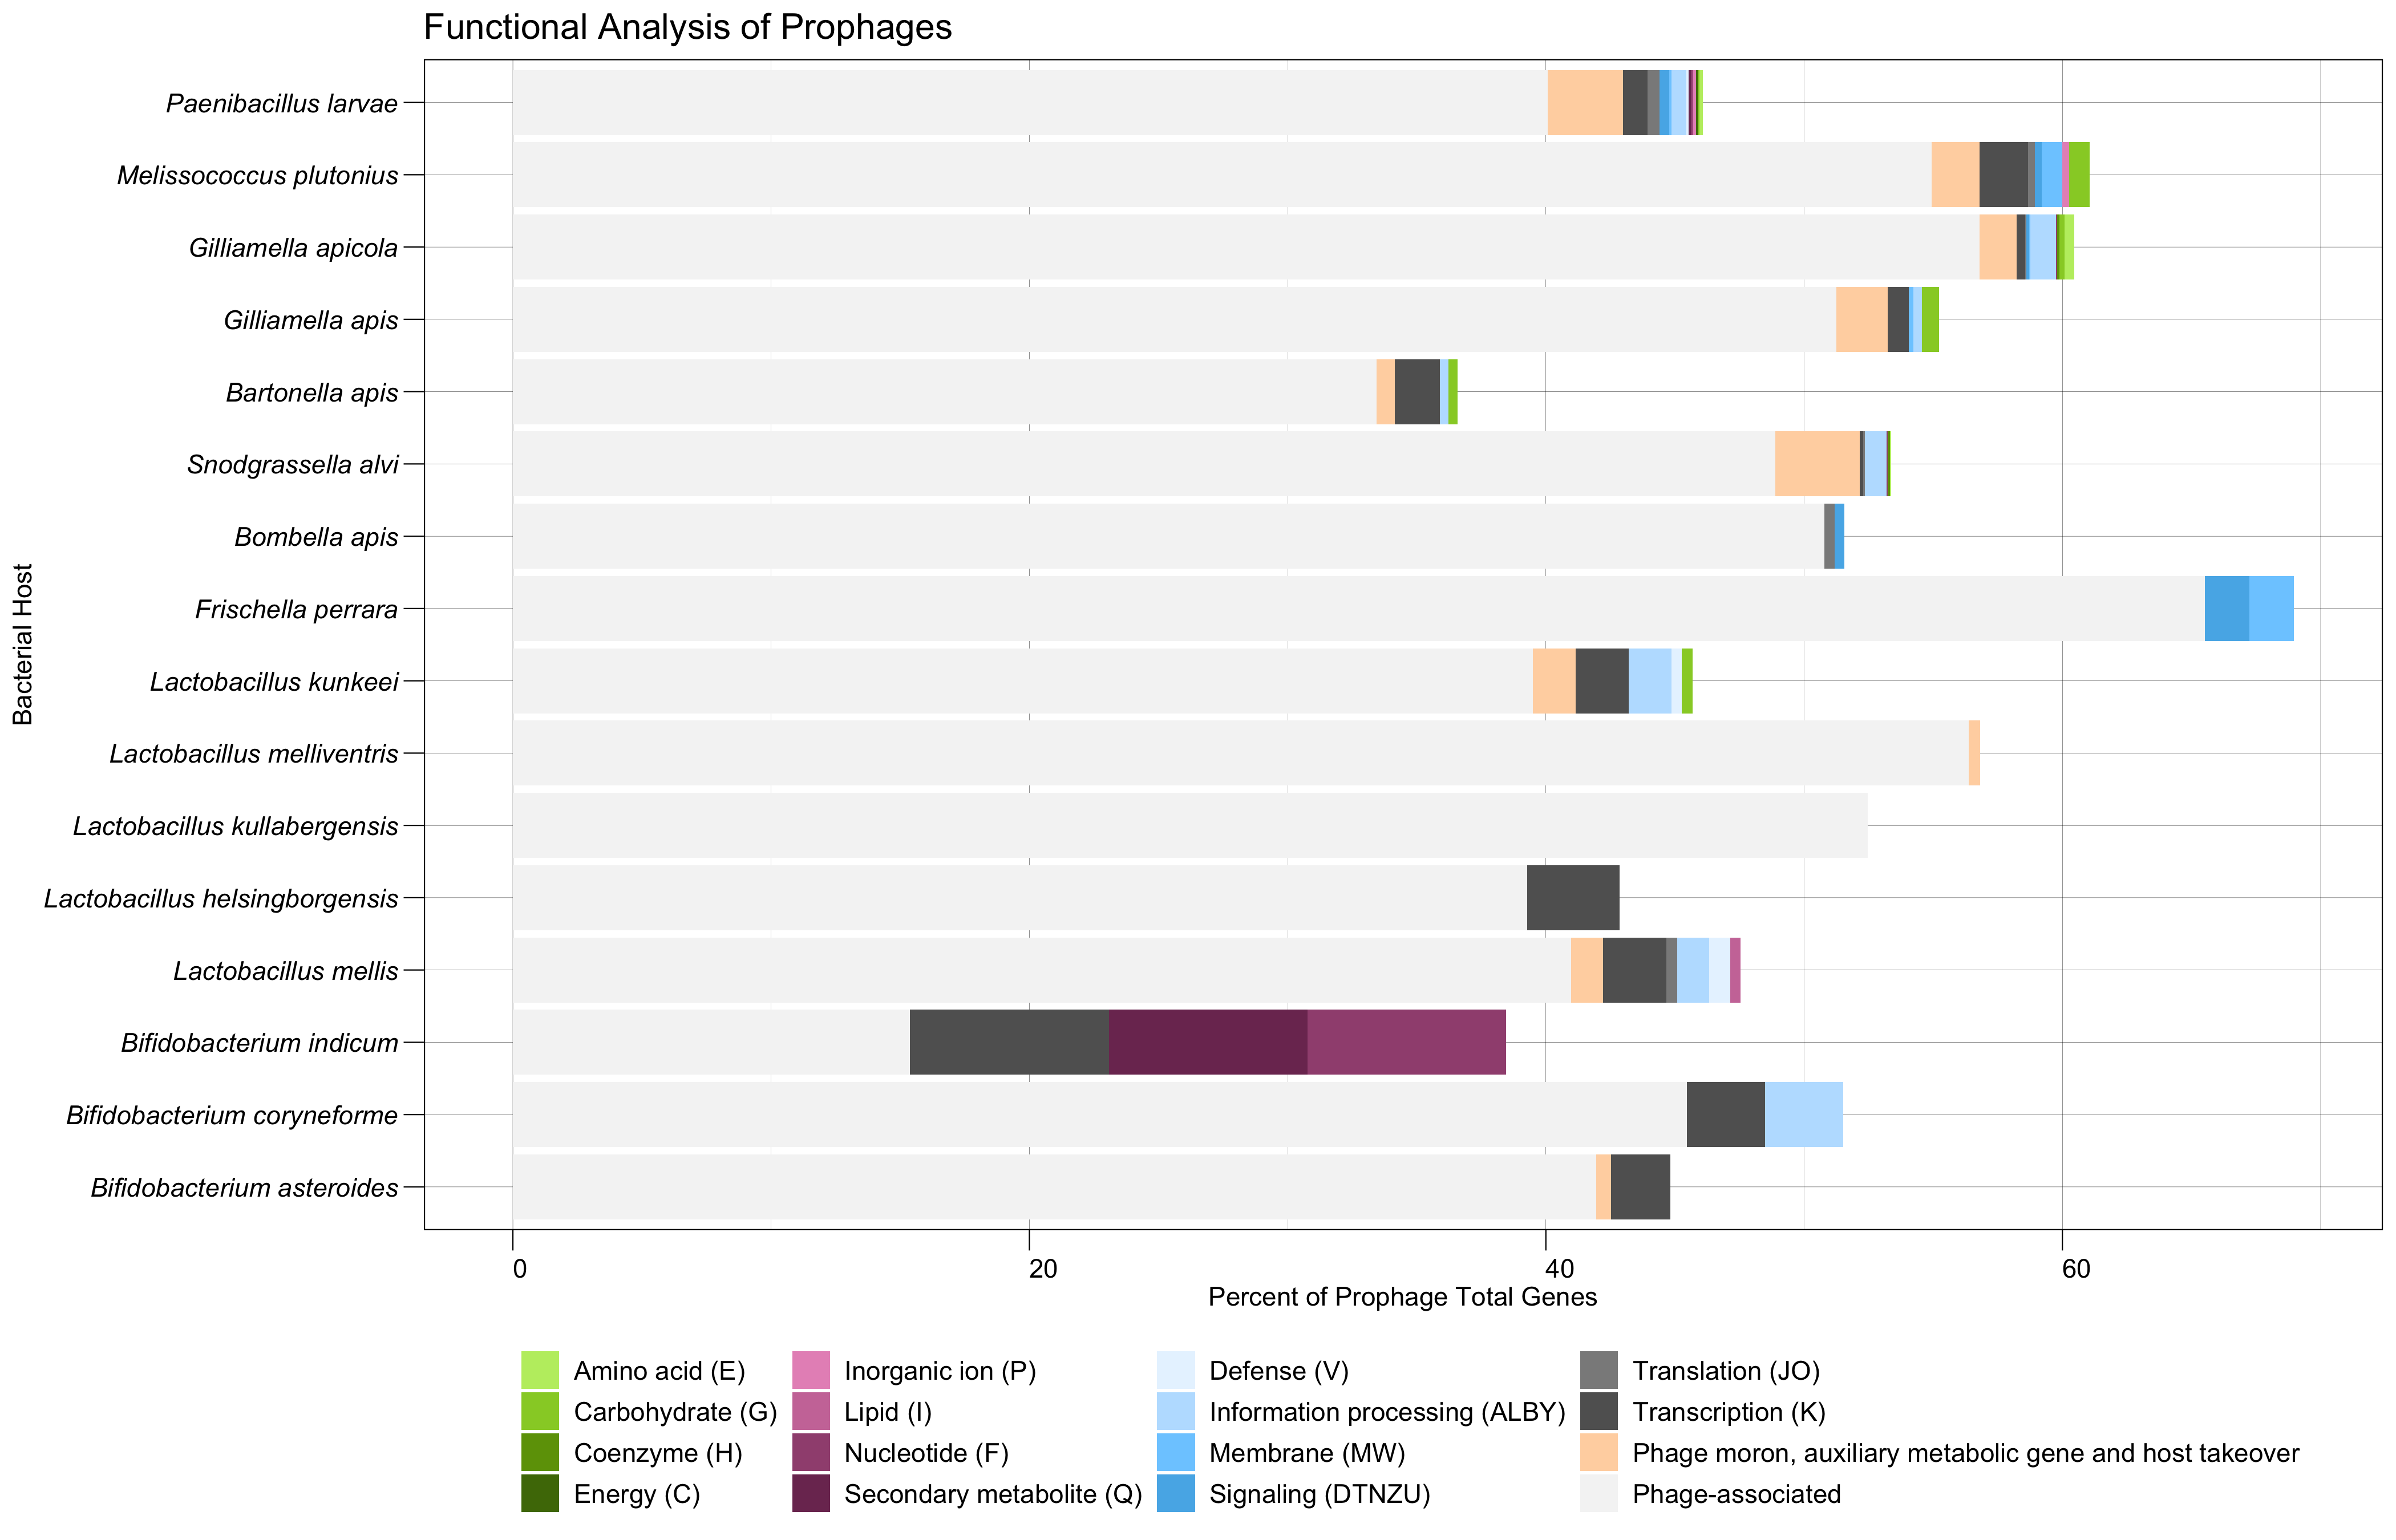 Functional Analysis of Prophages
Paenibacillus larvae
Melissococcus plutonius
Gilliamella apicola
Gilliamella apis
Bartonella apis
Snodgrassella alvi
Bombella apis
Frischella perrara
Lactobacillus kunkeei
Lactobacillus melliventris
Lactobacillus kullabergensis
Lactobacillus helsingborgensis
Lactobacillus mellis
Bifidobacterium indicum
Bifidobacterium coryneforme
Bifidobacterium asteroides
Bacterial Host
0 20 40 60
Percent of Prophage Total Genes
Amino acid (E) Inorganic ion (P) Defense (V) Translation (JO)
Carbohydrate (G) Lipid (I) Information processing (ALBY) Transcription (K)
Coenzyme (H) Nucleotide (F) Membrane (MW) Phage moron, auxiliary metabolic gene and host takeover
Energy (C) Secondary metabolite (Q) Signaling (DTNZU) Phage-associated